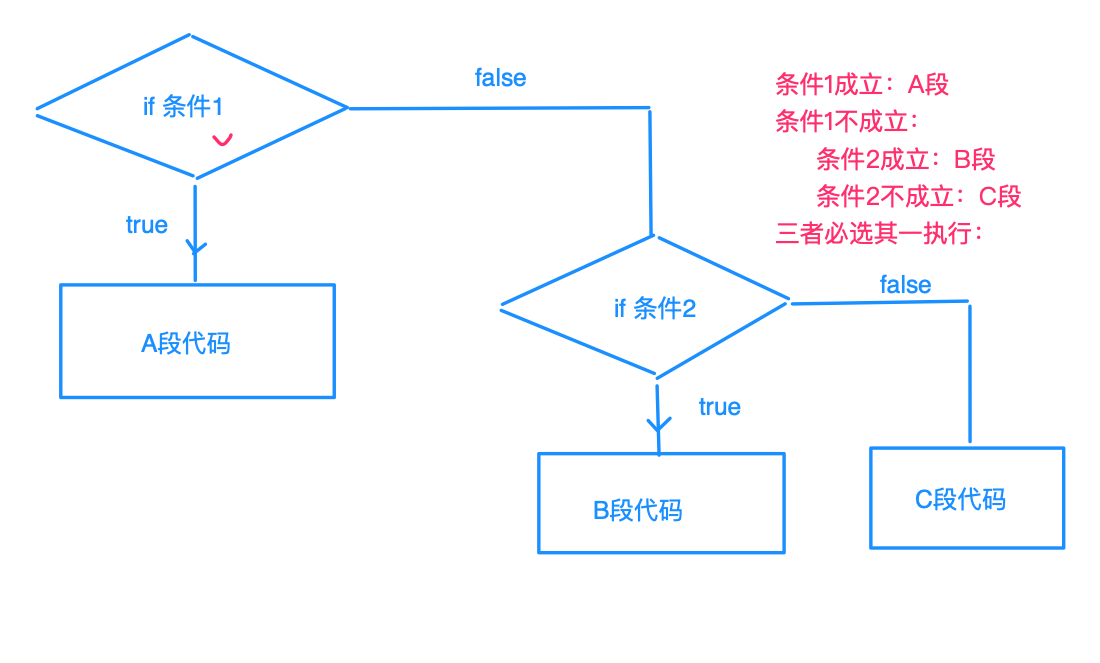 if 条件1
false
true
A段代码
条件1成立：A段
条件1不成立：
条件2成立：B段
条件2不成立：C段
三者必选其一执行：
if 条件2
false
true
B段代码
C段代码